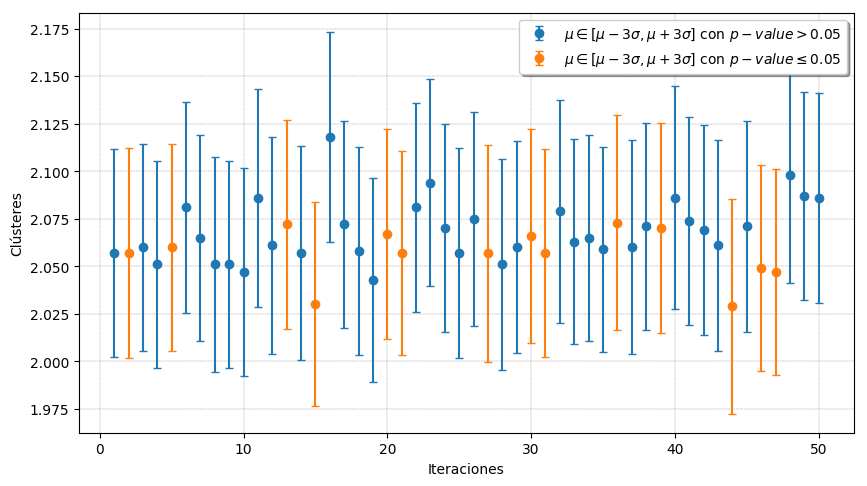 2.175
2.150
2.125
2.100
2.075
2.050
2.025
2.000
1.975
Clústeres
μ ∈ [μ − 3σ, μ + 3σ] con p − value > 0.05
μ ∈ [μ − 3σ, μ + 3σ] con p − value ≤ 0.05
0 10 20 30 40 50
Iteraciones